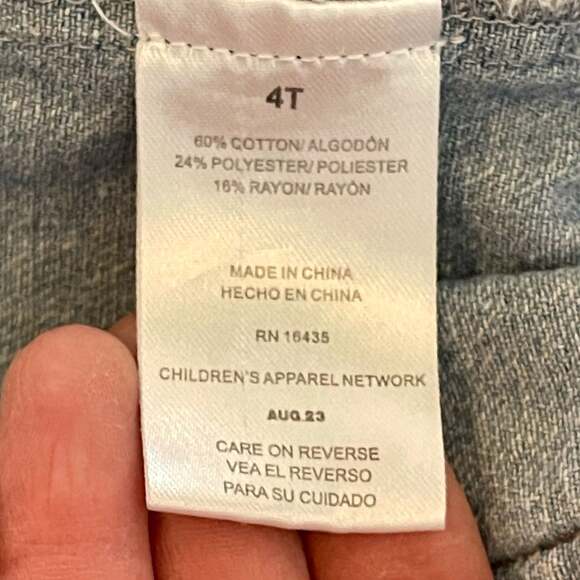 4T
60% COTTON/ ALGODÓN
24% POLYESTER/ POLIESTER
16% RAYON/ RAYÓN
MADE IN CHINA
HECHO EN CHINA
RN 16435
CHILDREN'S APPAREL NETWORK
AUG 23
CARE ON REVERSE
VEA EL REVERSO
PARA SU CUIDADO